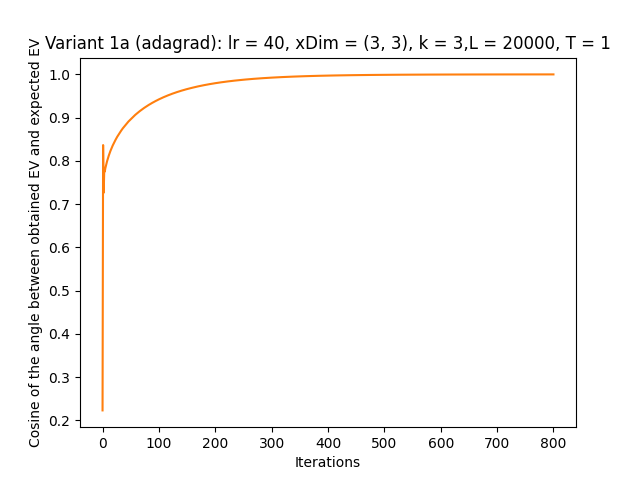 Variant 1a (adagrad): lr = 40, xDim = (3, 3), k = 3,L = 20000, T = 1
Cosine of the angle between obtained EV and expected EV
1.0
0.9
0.8
0.7
0.6
0.5
0.4
0.3
0.2
0 100 200 300 400 500 600 700 800
Iterations